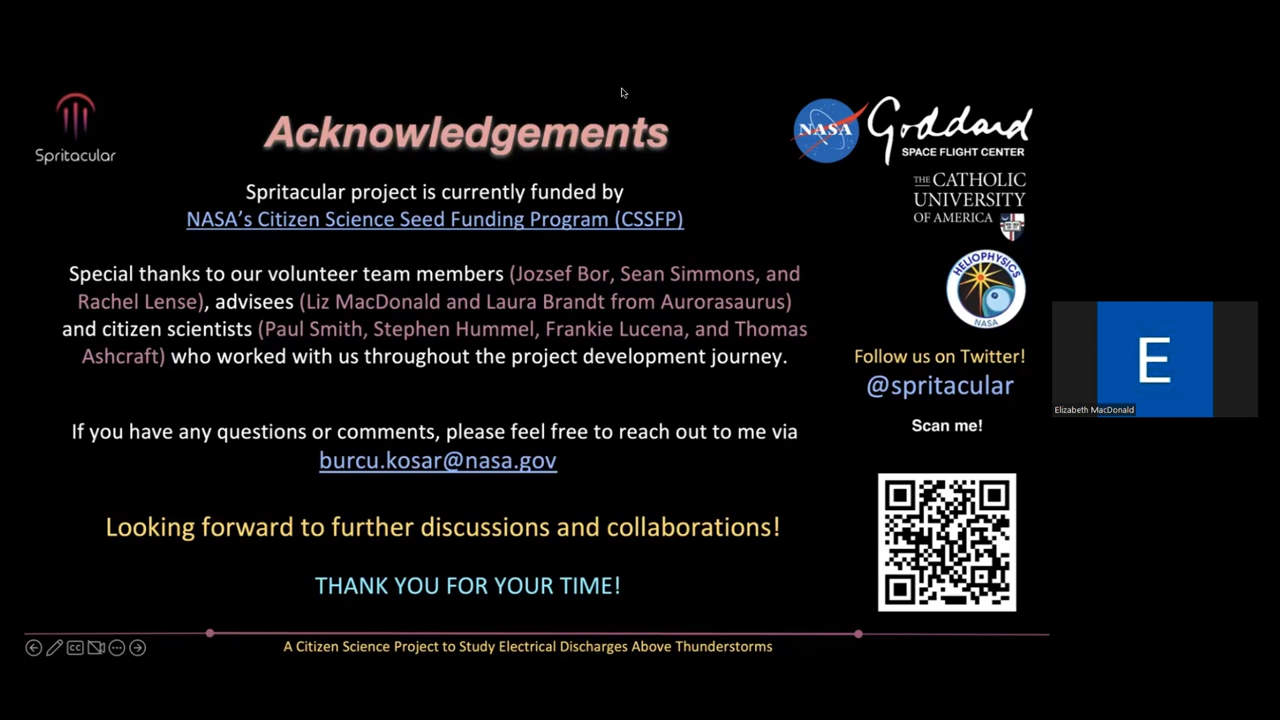 Spritacular
Acknowledgements
NASA
Goddard
SPACE FLIGHT CENTER
THE CATHOLIC
UNIVERSITY
OF AMERICA
Spritacular project is currently funded by
NASA's Citizen Science Seed Funding Program (CSSFP)
Special thanks to our volunteer team members (Jozsef Bor, Sean Simmons, and
Rachel Lense), advisees (Liz MacDonald and Laura Brandt from Aurorasaurus)
and citizen scientists (Paul Smith, Stephen Hummel, Frankie Lucena, and Thomas
Ashcraft) who worked with us throughout the project development journey.
HELIOPHYSICS
NASA
Follow us on Twitter!
@spritacular
Scan me!
E
Elizabeth MacDonald
If you have any questions or comments, please feel free to reach out to me via
burcu.kosar@nasa.gov
Looking forward to further discussions and collaborations!
THANK YOU FOR YOUR TIME!
CC
A Citizen Science Project to Study Electrical Discharges Above Thunderstorms